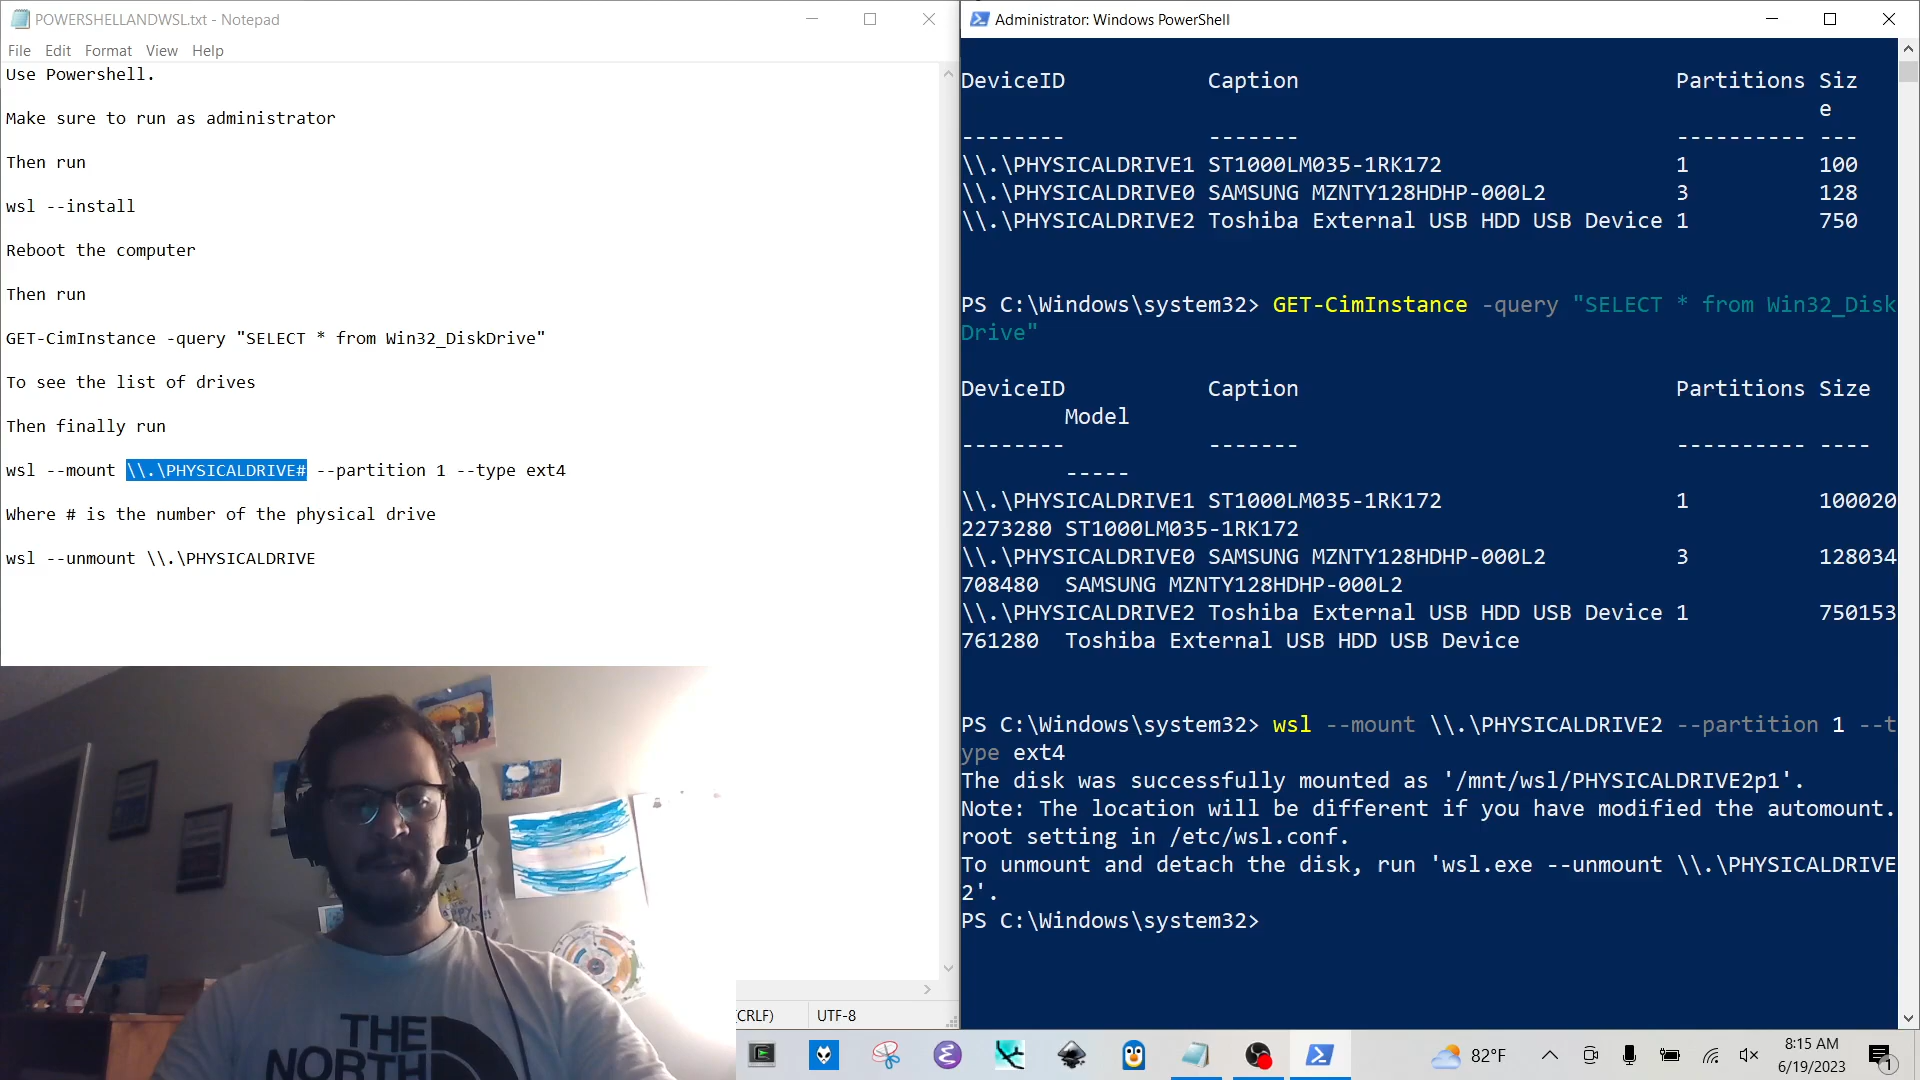 POWERSHELLANDWSL.txt - Notepad
File Edit Format View Help
Use Powershell.
Make sure to run as administrator
Then run
wsl --install
Reboot the computer
Then run
GET-CimInstance -query "SELECT * from Win32_DiskDrive"
To see the list of drives
Then finally run
wsl --mount \\.\PHYSICALDRIVE# --partition 1 --type ext4
Where # is the number of the physical drive
wsl --unmount \\.\PHYSICALDRIVE
(CRLF) UTF-8
THE
NORTH
Administrator: Windows PowerShell
DeviceID Caption Partitions Siz
e
-------- ------- ---------- ---
\\.\PHYSICALDRIVE1 ST1000LM035-1RK172 1 100
\\.\PHYSICALDRIVE0 SAMSUNG MZNTY128HDHP-000L2 3 128
\\.\PHYSICALDRIVE2 Toshiba External USB HDD USB Device 1 750
PS C:\Windows\system32> GET-CimInstance -query "SELECT * from Win32_Disk
Drive"
DeviceID Caption Partitions Size
Model
-------- ------- ---------- ----
-----
\\.\PHYSICALDRIVE1 ST1000LM035-1RK172 1 100020
2273280 ST1000LM035-1RK172
\\.\PHYSICALDRIVE0 SAMSUNG MZNTY128HDHP-000L2 3 128034
708480 SAMSUNG MZNTY128HDHP-000L2
\\.\PHYSICALDRIVE2 Toshiba External USB HDD USB Device 1 750153
761280 Toshiba External USB HDD USB Device
PS C:\Windows\system32> wsl --mount \\.\PHYSICALDRIVE2 --partition 1 --t
ype ext4
The disk was successfully mounted as '/mnt/wsl/PHYSICALDRIVE2p1'.
Note: The location will be different if you have modified the automount.
root setting in /etc/wsl.conf.
To unmount and detach the disk, run 'wsl.exe --unmount \\.\PHYSICALDRIVE
2'.
PS C:\Windows\system32>
82°F
8:15 AM
6/19/2023
1